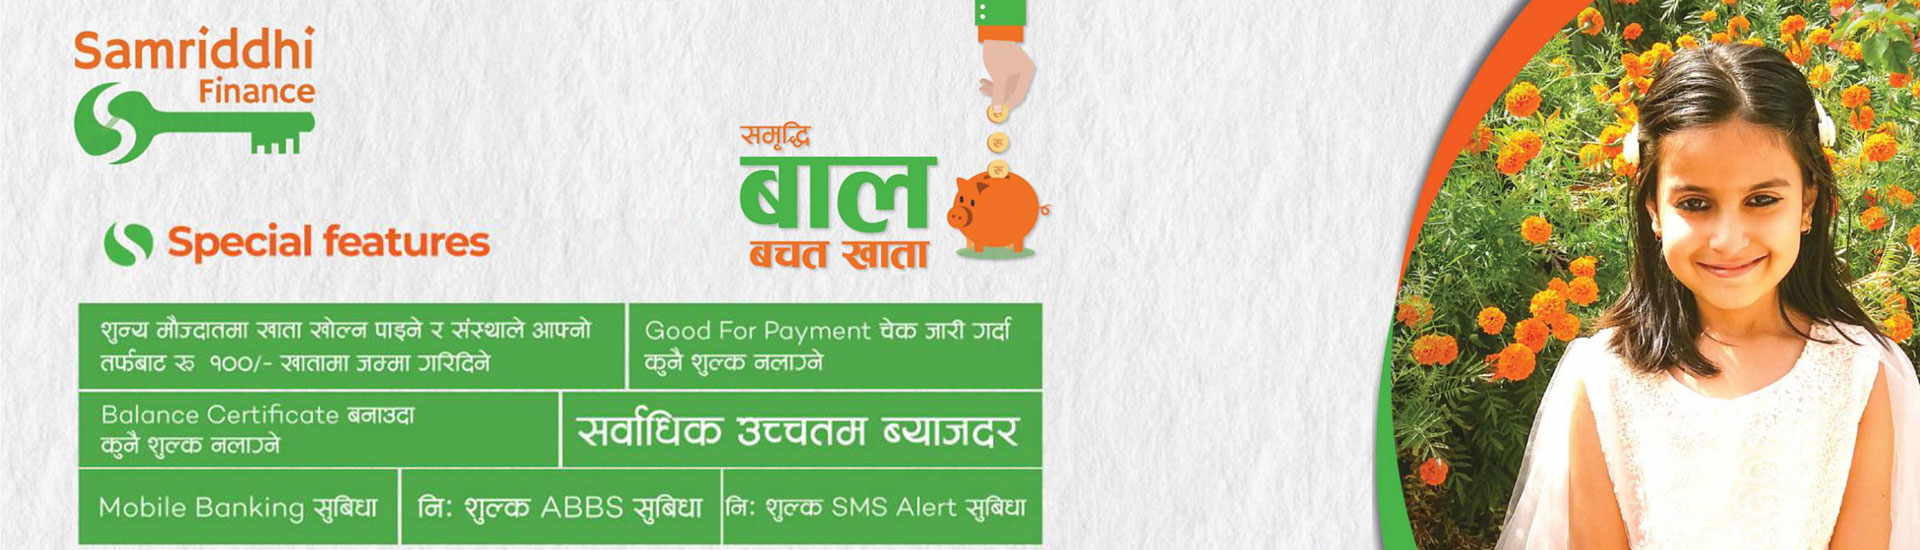 Samriddhi
Finance
समृद्धि
बाल
बचत खाता
Special features
शुन्य मौज्दातमा खाता खोल्न पाइने र संस्थाले आफ्नो
तर्फबाट रू १००/- खातामा जम्मा गरिदिने
Good For Payment चेक जारी गर्दा
कुनै शुल्क नलाग्ने
Balance Certificate बनाउदा
कुनै शुल्क नलाग्ने
सर्वाधिक उच्चतम ब्याजदर
Mobile Banking सुबिधा
नि: शुल्क ABBS सुबिधा
नि: शुल्क SMS Alert सुबिधा
रु
रु
रु